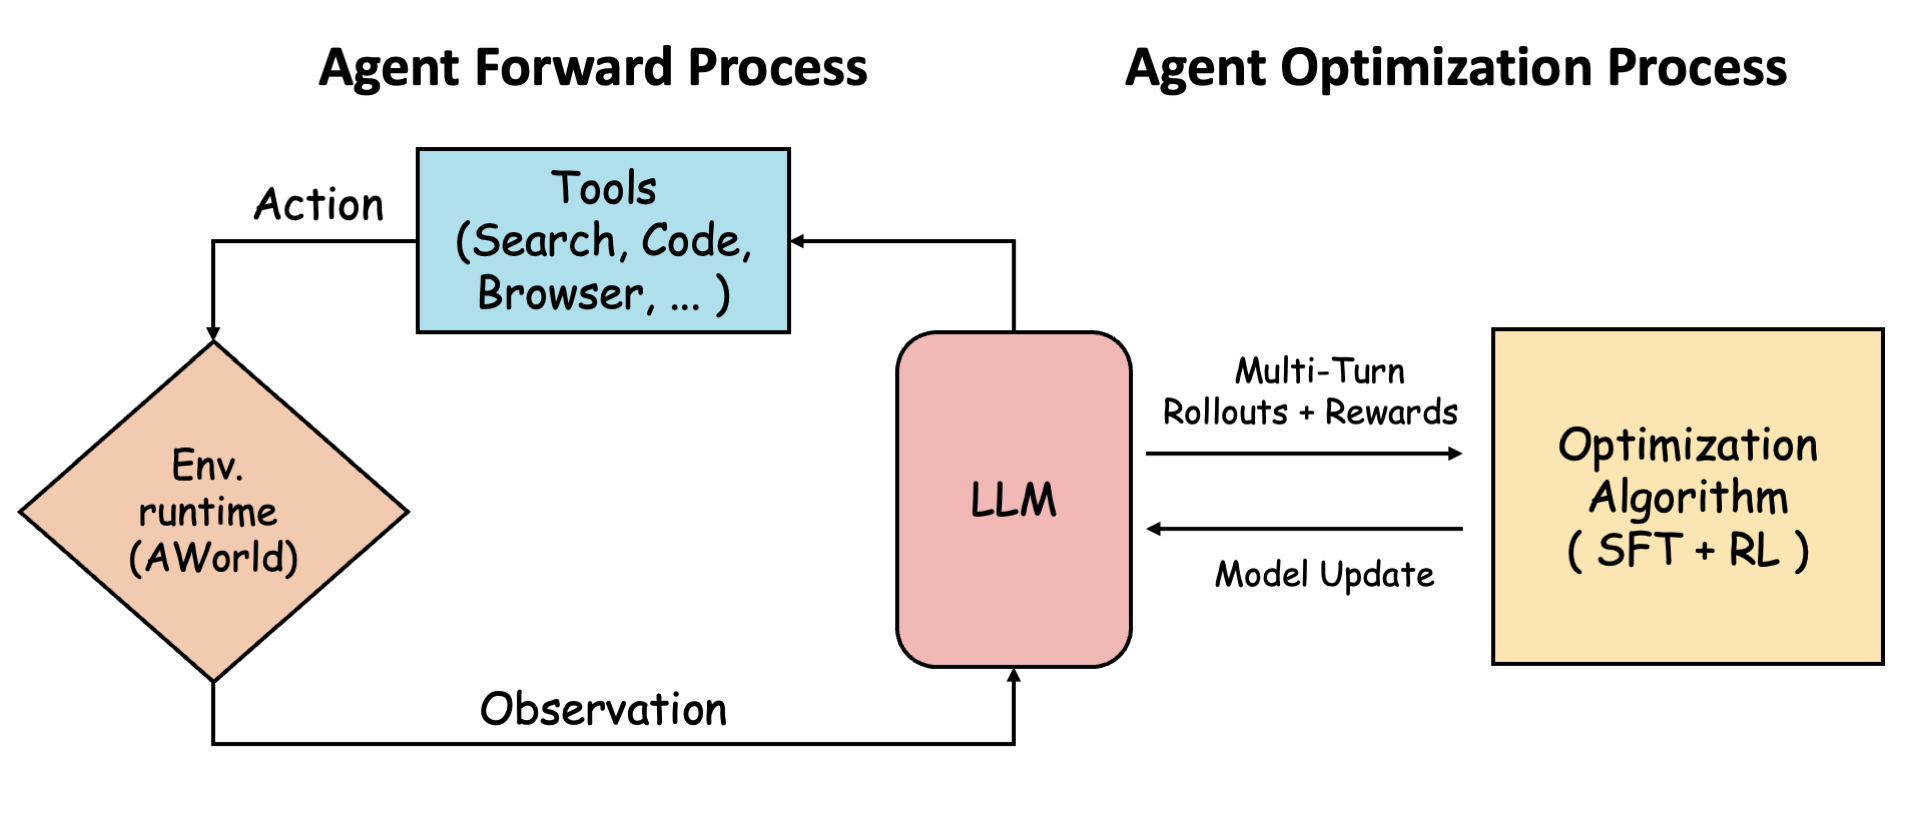 Agent Forward Process
Agent Optimization Process
Action
Tools
(Search, Code,
Browser, ... )
Env.
runtime
(AWorld)
LLM
Multi-Turn
Rollouts + Rewards
Model Update
Optimization
Algorithm
( SFT + RL )
Observation